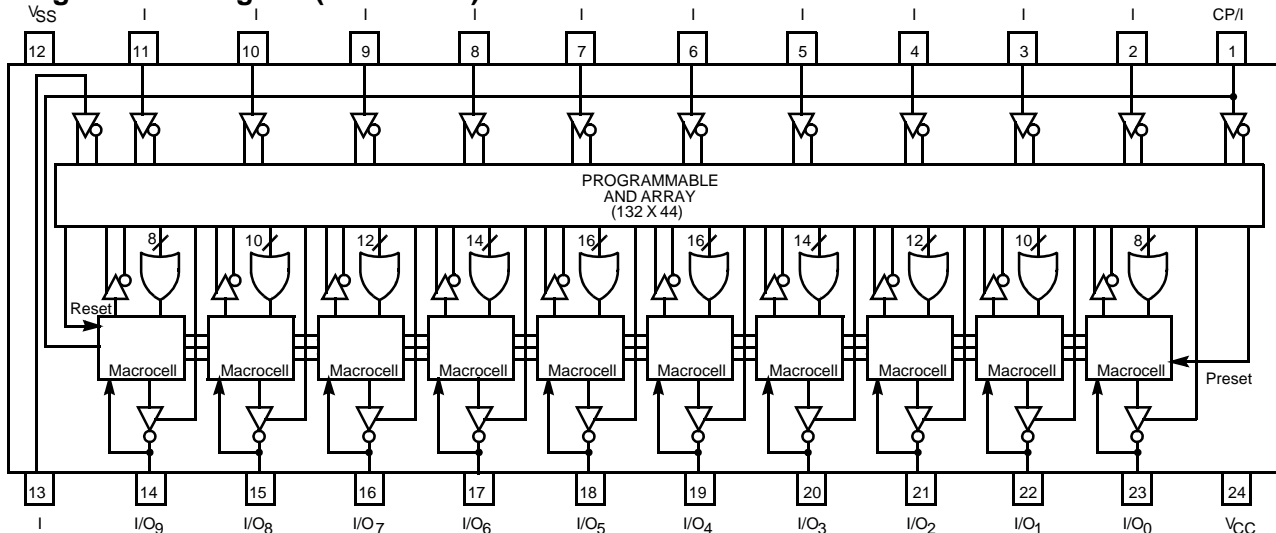 VSS I I I I I I I I I I CP/I
12 11 10 9 8 7 6 5 4 3 2 1
PROGRAMMABLE
AND ARRAY
(132 X 44)
8 10 12 14 16 16 14 12 10 8
Reset
Macrocell Macrocell Macrocell Macrocell Macrocell Macrocell Macrocell Macrocell Macrocell Macrocell
Preset
13 14 15 16 17 18 19 20 21 22 23 24
I I/O9 I/O8 I/O7 I/O6 I/O5 I/O4 I/O3 I/O2 I/O1 I/O0 VCC